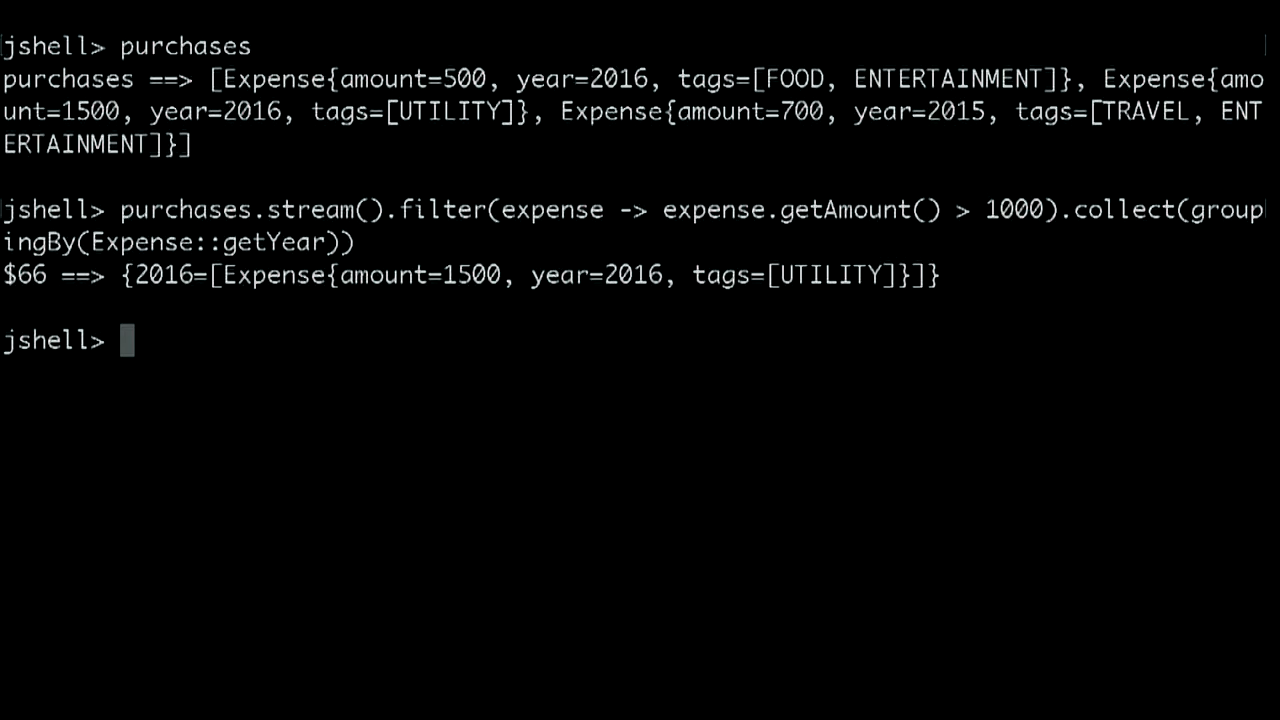 jshell> purchases
purchases ==> [Expense{amount=500, year=2016, tags=[FOOD, ENTERTAINMENT]}, Expense{amo
unt=1500, year=2016, tags=[UTILITY]}, Expense{amount=700, year=2015, tags=[TRAVEL, ENT
ERTAINMENT]}]
jshell> purchases.stream().filter(expense -> expense.getAmount() > 1000).collect(group
ingBy(Expense::getYear))
$66 ==> {2016=[Expense{amount=1500, year=2016, tags=[UTILITY]}]}
jshell>